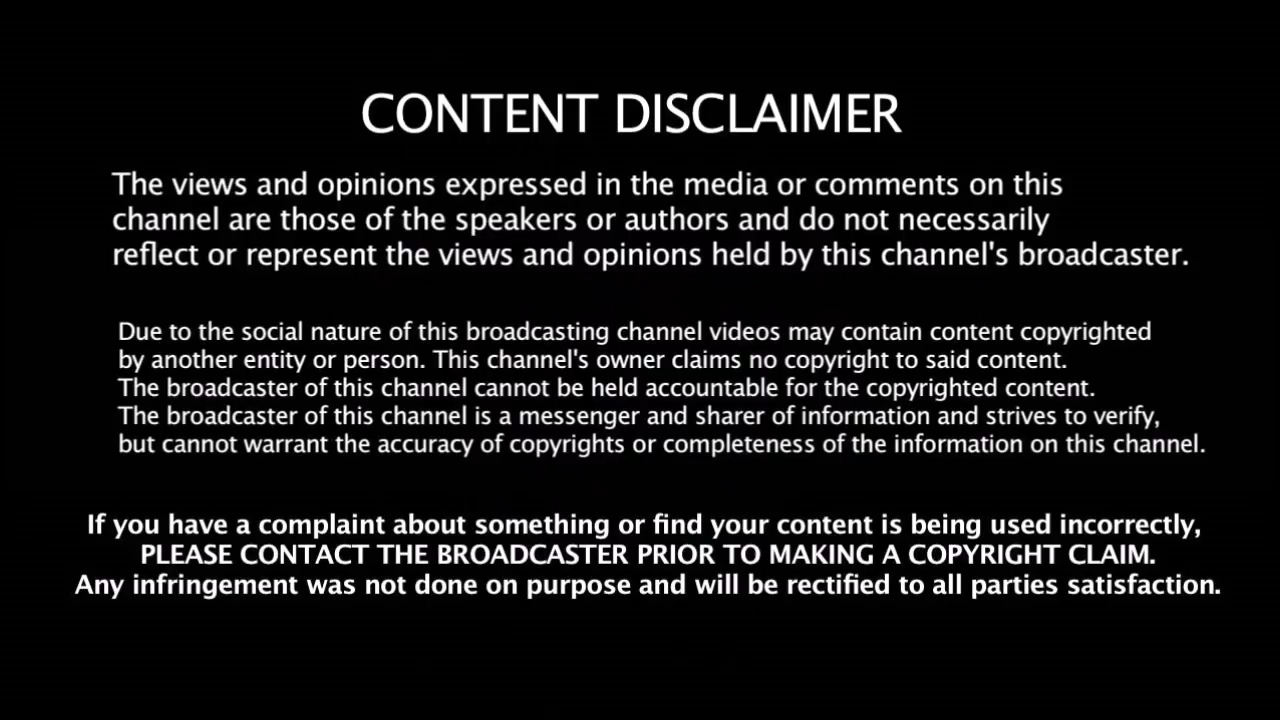 CONTENT DISCLAIMER
The views and opinions expressed in the media or comments on this
channel are those of the speakers or authors and do not necessarily
reflect or represent the views and opinions held by this channel's broadcaster.
Due to the social nature of this broadcasting channel videos may contain content copyrighted
by another entity or person. This channel's owner claims no copyright to said content.
The broadcaster of this channel cannot be held accountable for the copyrighted content.
The broadcaster of this channel is a messenger and sharer of information and strives to verify,
but cannot warrant the accuracy of copyrights or completeness of the information on this channel.
If you have a complaint about something or find your content is being used incorrectly,
PLEASE CONTACT THE BROADCASTER PRIOR TO MAKING A COPYRIGHT CLAIM.
Any infringement was not done on purpose and will be rectified to all parties satisfaction.